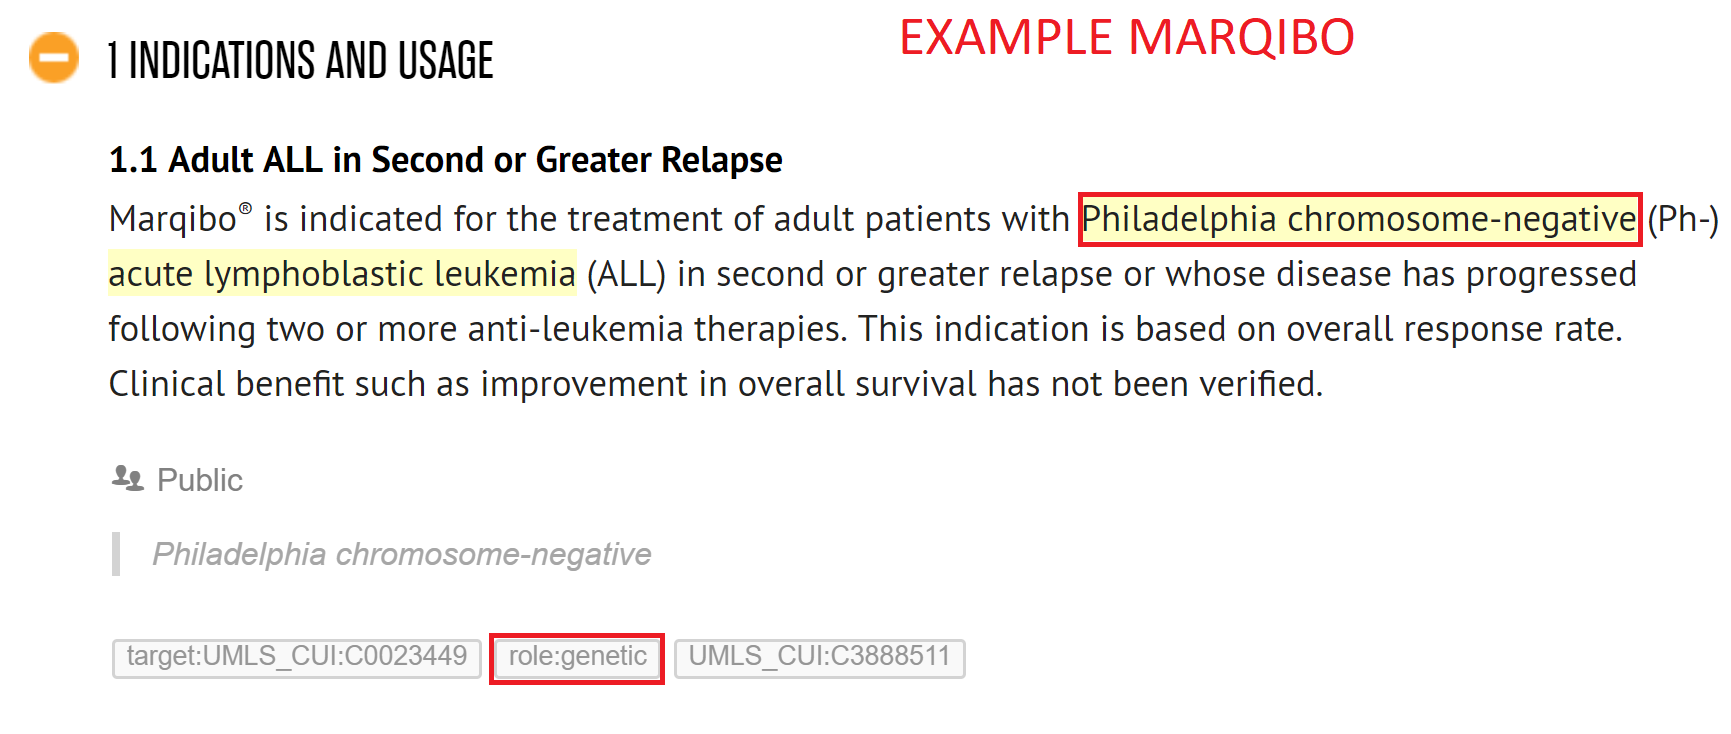 EXAMPLE MARQIBO
1 INDICATIONS AND USAGE
1.1 Adult ALL in Second or Greater Relapse
Marqibo® is indicated for the treatment of adult patients with Philadelphia chromosome-negative (Ph-)
acute lymphoblastic leukemia (ALL) in second or greater relapse or whose disease has progressed
following two or more anti-leukemia therapies. This indication is based on overall response rate.
Clinical benefit such as improvement in overall survival has not been verified.
Public
Philadelphia chromosome-negative
target:UMLS_CUI:C0023449 role:genetic UMLS_CUI:C3888511